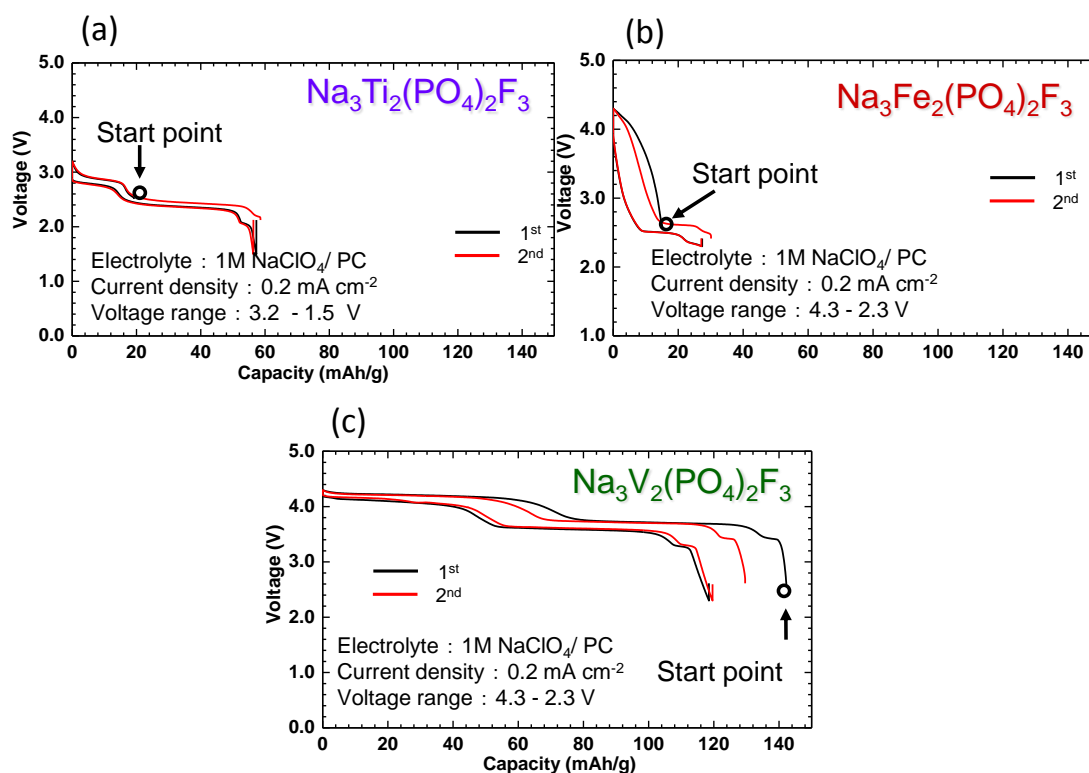 (a)
Na3Ti2(PO4)2F3
Start point
1st
2nd
Electrolyte : 1M NaClO4/ PC
Current density : 0.2 mA cm-2
Voltage range : 3.2 - 1.5 V
Voltage (V)
5.0
4.0
3.0
2.0
1.0
0.0
0 20 40 60 80 100 120 140
Capacity (mAh/g)
(b)
Na3Fe2(PO4)2F3
Start point
1st
2nd
Electrolyte : 1M NaClO4/ PC
Current density : 0.2 mA cm-2
Voltage range : 4.3 - 2.3 V
Voltage (V)
5.0
4.0
3.0
2.0
1.0
0 20 40 60 80 100 120 140
(c)
Na3V2(PO4)2F3
1st
2nd
Electrolyte : 1M NaClO4/ PC
Current density : 0.2 mA cm-2
Voltage range : 4.3 - 2.3 V
Start point
Voltage (V)
5.0
4.0
3.0
2.0
1.0
0.0
0 20 40 60 80 100 120 140
Capacity (mAh/g)